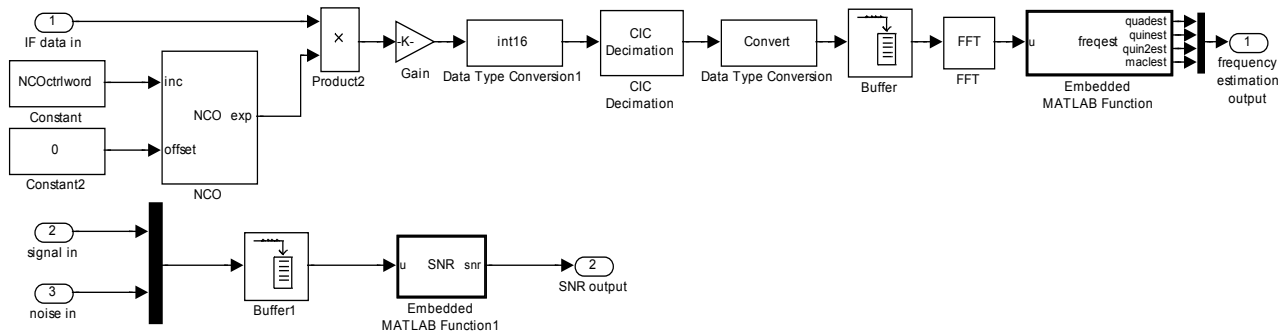 1
IF data in
NCOctrlword
Constant
0
Constant2
inc
offset
NCO
exp
NCO
×
Product2
-K-
Gain
int16
Data Type Conversion1
CIC
Decimation
CIC
Decimation
Convert
Data Type Conversion
Buffer
FFT
FFT
u
freqest
quadest
quinest
quin2est
maclest
Embedded
MATLAB Function
1
frequency
estimation
output
2
signal in
3
noise in
Buffer1
u
SNR
snr
Embedded
MATLAB Function1
2
SNR output